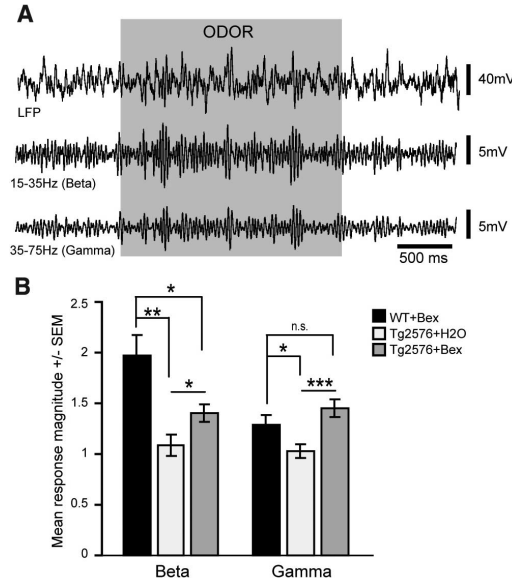 A
ODOR
LFP
40mV
15-35Hz (Beta)
5mV
35-75Hz (Gamma)
5mV
500 ms
B
Mean response magnitude +/- SEM
2.5
2
1.5
1
0.5
0
*
**
*
n.s.
*
***
WT+Bex
Tg2576+H2O
Tg2576+Bex
Beta
Gamma